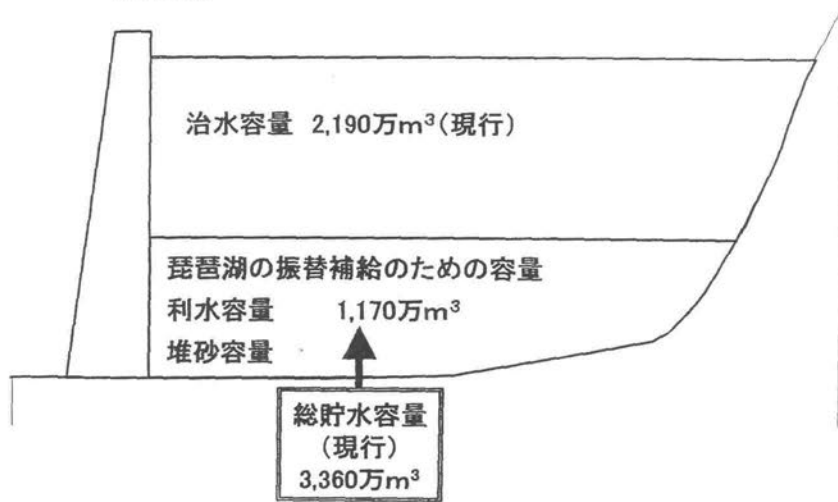 治水容量 2,190万m³(現行)
琵琶湖の振替補給のための容量
利水容量 1,170万m³
堆砂容量
総貯水容量
(現行)
3,360万m³